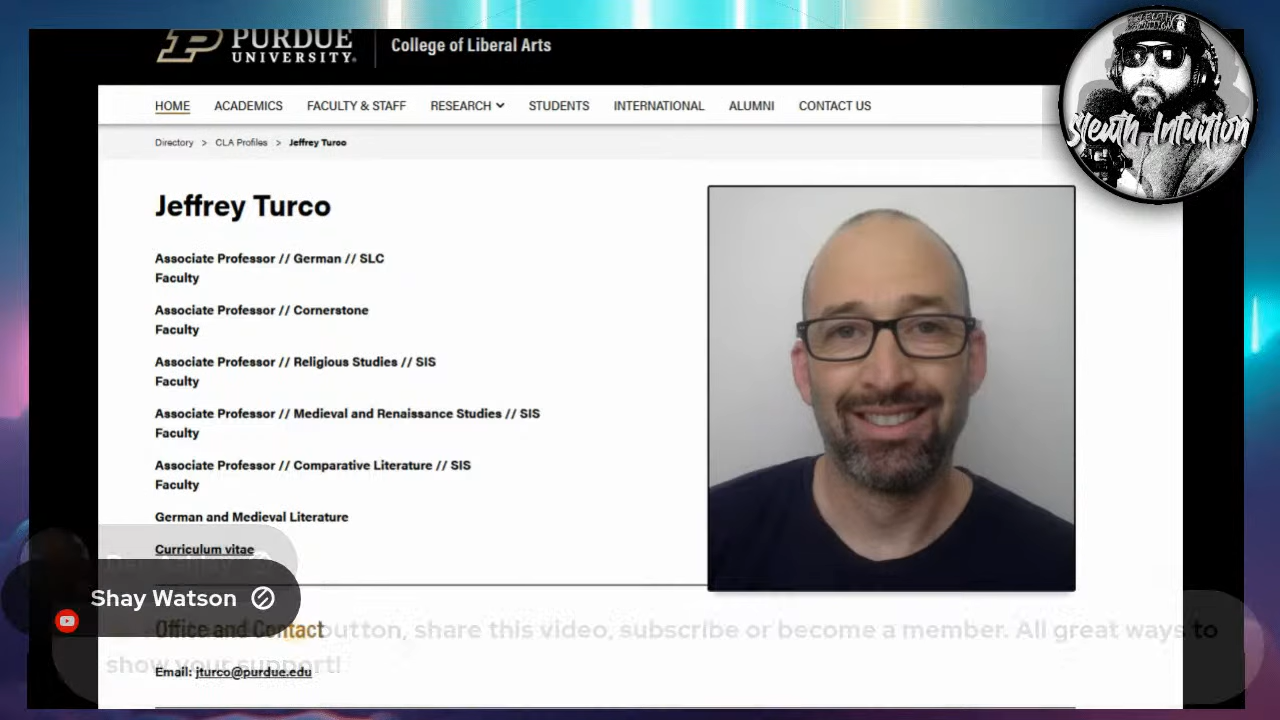 PURDUE
UNIVERSITY®
College of Liberal Arts
HOME ACADEMICS FACULTY & STAFF RESEARCH STUDENTS INTERNATIONAL ALUMNI CONTACT US
SLEUTH
INTUITION
Sleuth Intuition
Directory > CLA Profiles > Jeffrey Turco
Jeffrey Turco
Associate Professor // German // SLC
Faculty
Associate Professor // Cornerstone
Faculty
Associate Professor // Religious Studies // SIS
Faculty
Associate Professor // Medieval and Renaissance Studies // SIS
Faculty
Associate Professor // Comparative Literature // SIS
Faculty
German and Medieval Literature
Curriculum vitae
Shay Watson
Office and Contact
button, share this video, subscribe or become a member. All great ways to
show your support!
Email: jturco@purdue.edu